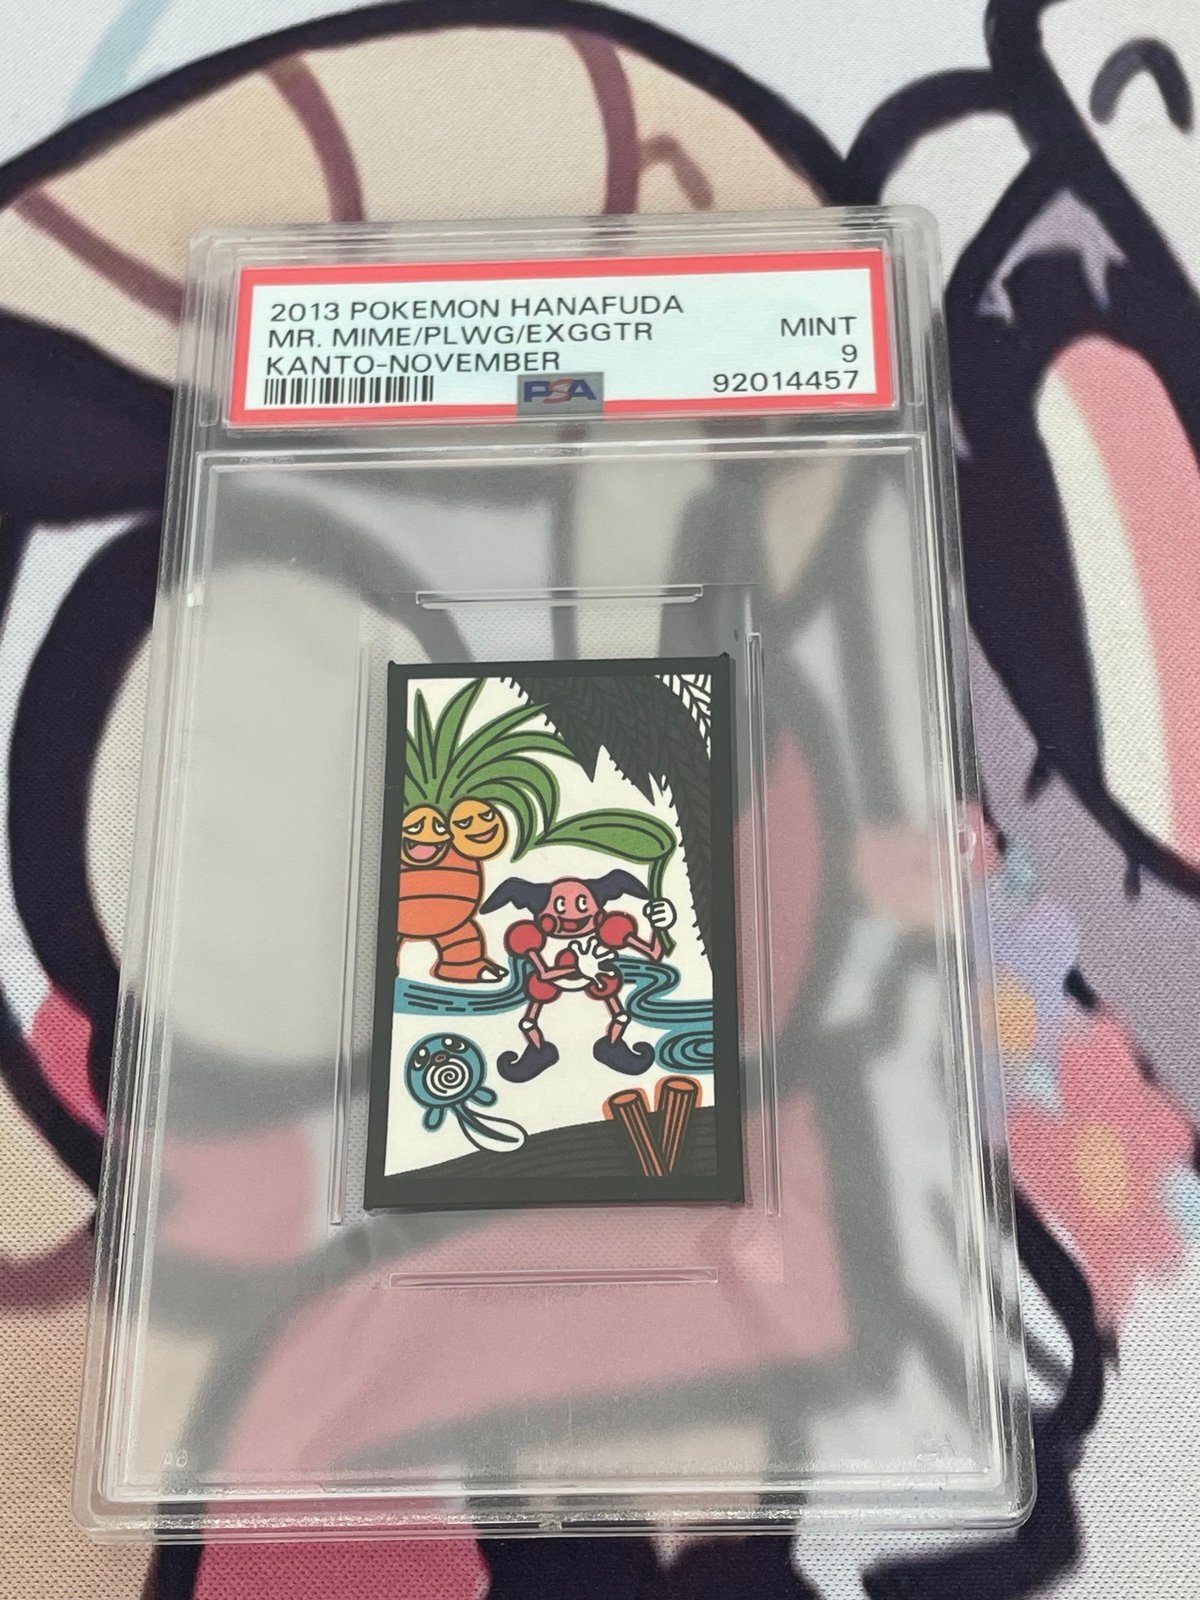 2013 POKEMON HANAFUDA
MR. MIME/PLWG/EXGGTR MINT
KANTO-NOVEMBER 9
PSA 92014457